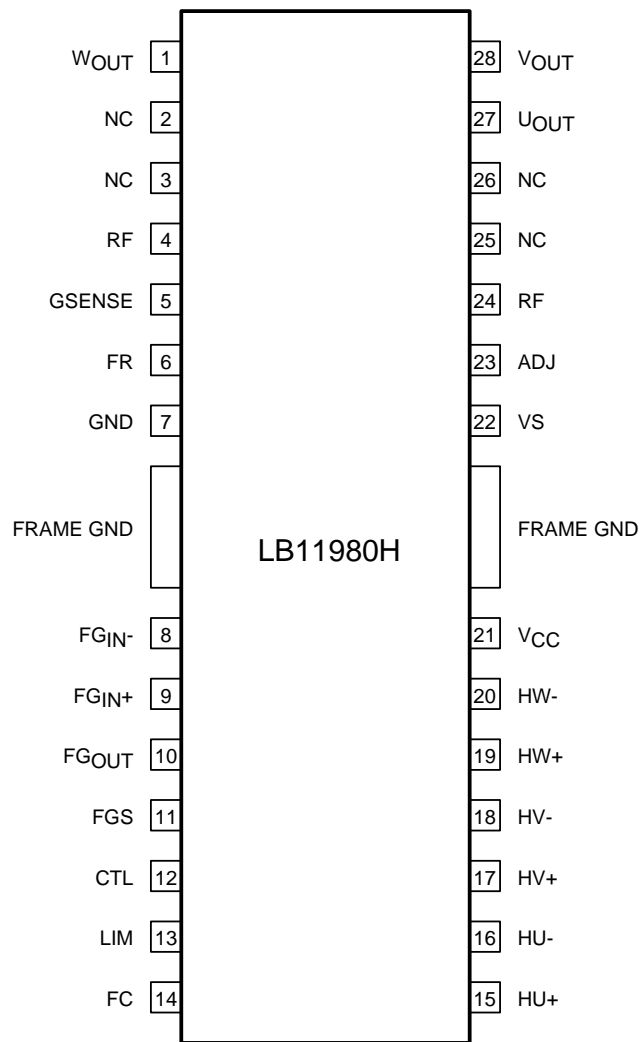 WOUT 1 28 VOUT
NC 2 27 UOUT
NC 3 26 NC
RF 4 25 NC
GSENSE 5 24 RF
FR 6 23 ADJ
GND 7 22 VS
FRAME GND LB11980H FRAME GND
FGIN- 8 21 VCC
FGIN+ 9 20 HW-
FGOUT 10 19 HW+
FGS 11 18 HV-
CTL 12 17 HV+
LIM 13 16 HU-
FC 14 15 HU+